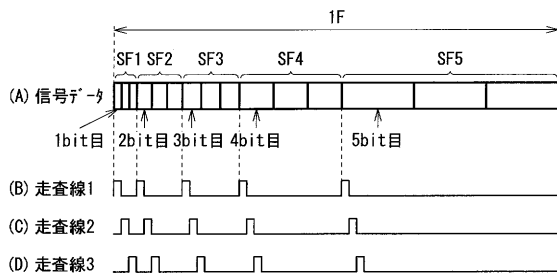 1F
SF1 SF2 SF3 SF4 SF5
(A) 信号ﾃﾞｰﾀ
1bit目 2bit目 3bit目 4bit目 5bit目
(B) 走査線1
(C) 走査線2
(D) 走査線3